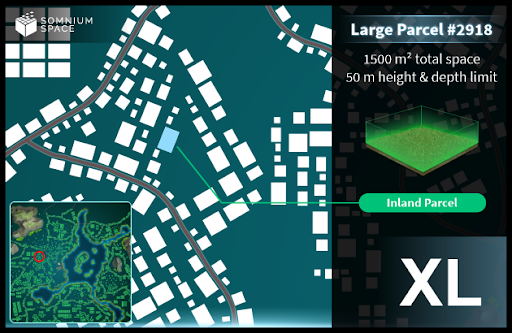 SOMNIUM
SPACE
Large Parcel #2918
1500 m² total space
50 m height & depth limit
Inland Parcel
XL